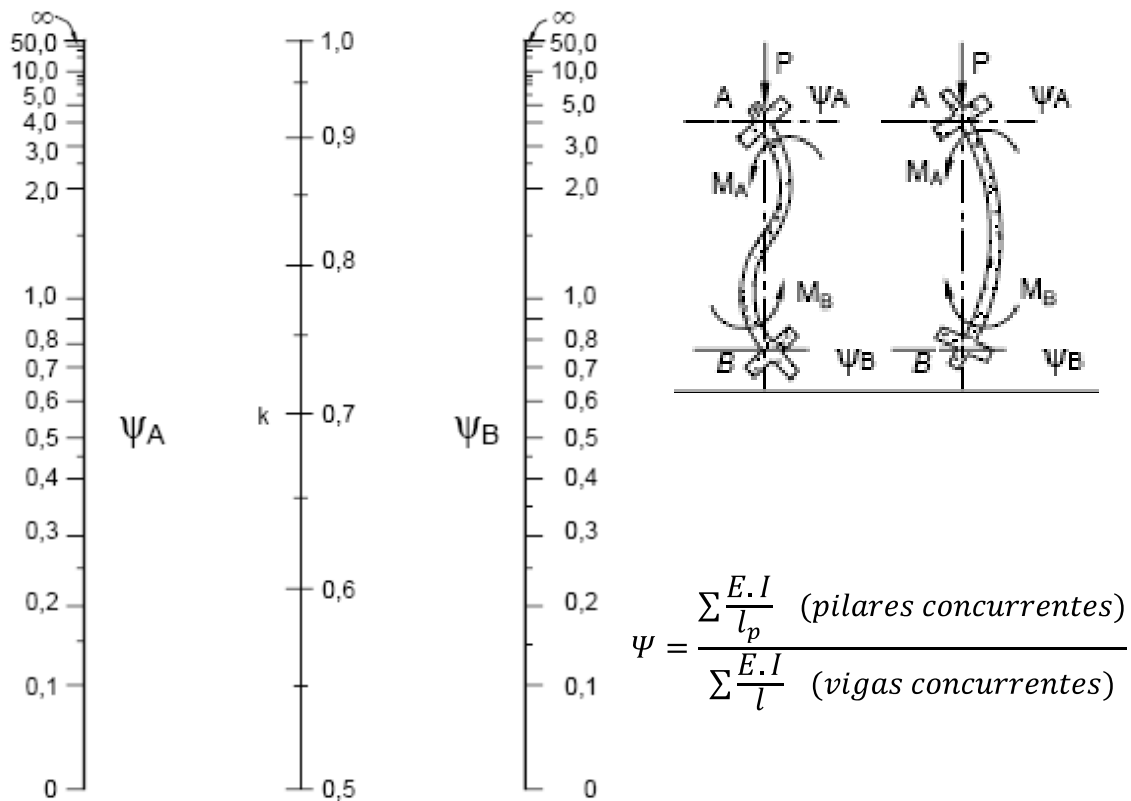 ∞
50,0
10,0
5,0
4,0
3,0
2,0
1,0
0,8
0,7
0,6
0,5
0,4
0,3
0,2
0,1
0
ΨA
1,0
0,9
0,8
k 0,7
0,6
0,5
∞
50,0
10,0
5,0
3,0
2,0
1,0
0,8
0,7
0,6
0,5
0,4
0,3
0,2
0,1
0
ΨB
P
A ΨA
MA
MB
B ΨB
P
A ΨA
MA
MB
B ΨB
Ψ = ∑ E.I / lp (pilares concurrentes)
∑ E.I / l (vigas concurrentes)